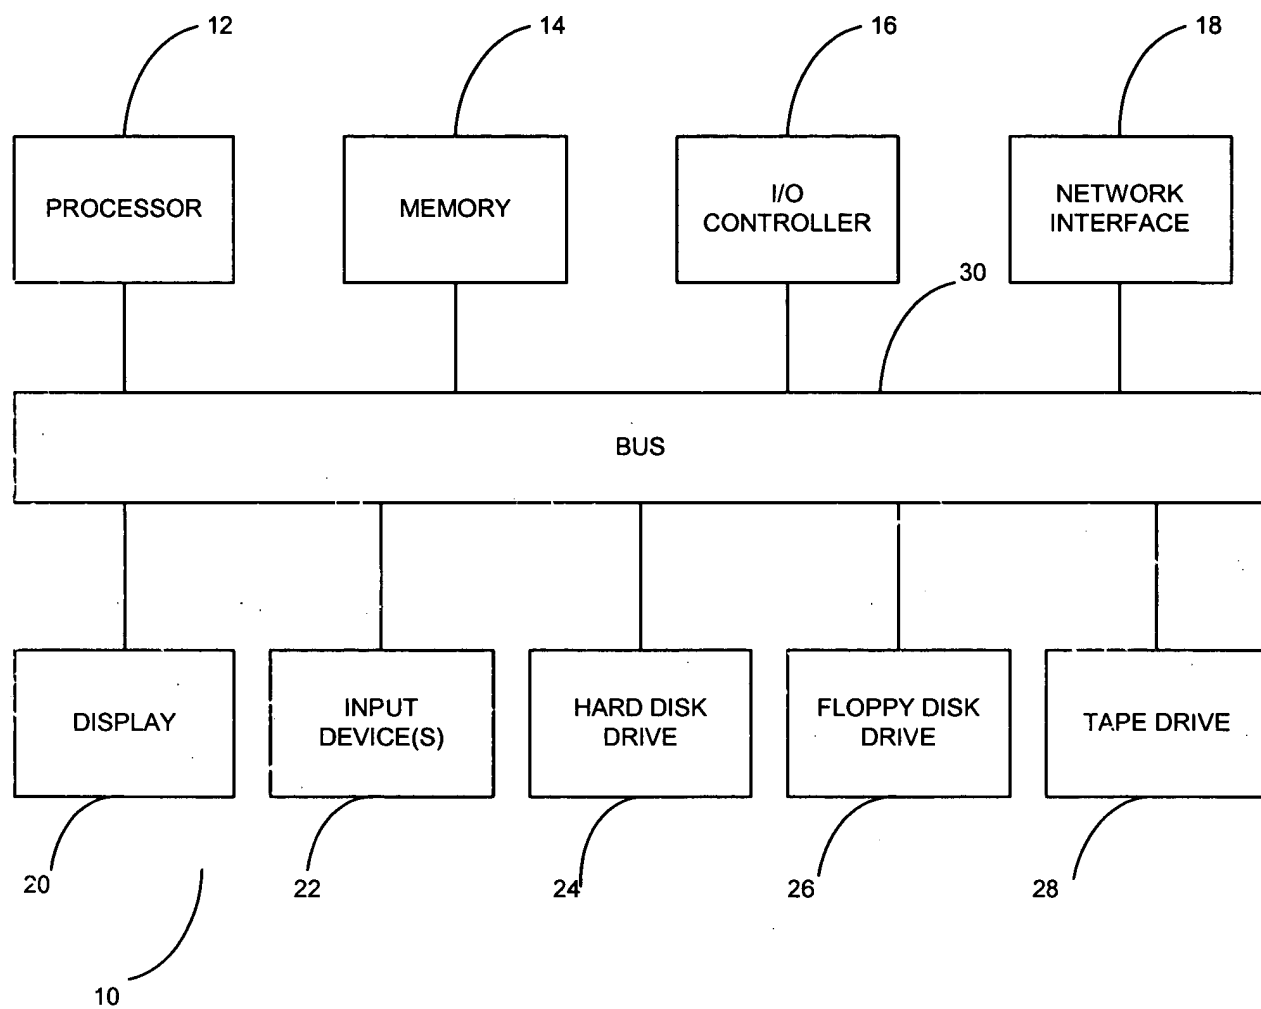 12
14
16
18
PROCESSOR
MEMORY
I/O
CONTROLLER
NETWORK
INTERFACE
30
BUS
DISPLAY
INPUT
DEVICE(S)
HARD DISK
DRIVE
FLOPPY DISK
DRIVE
TAPE DRIVE
20
22
24
26
28
10